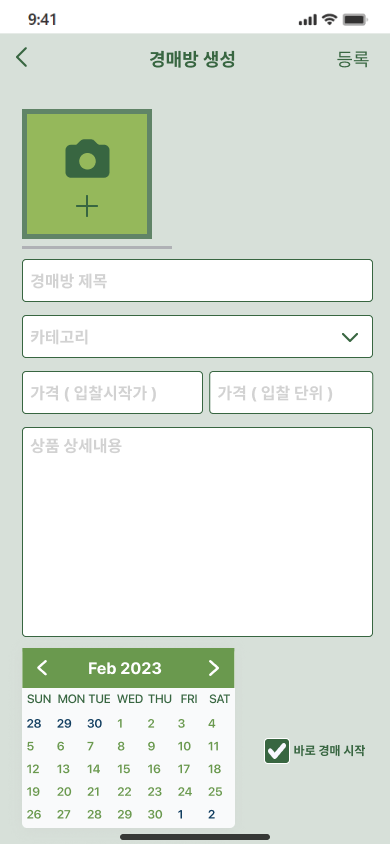 9:41
경매방 생성
등록
경매방 제목
카테고리
가격 ( 입찰시작가 )
가격 ( 입찰 단위 )
상품 상세내용
Feb 2023
SUN MON TUE WED THU FRI SAT
28 29 30 1 2 3 4
5 6 7 8 9 10 11
12 13 14 15 16 17 18
19 20 21 22 23 24 25
26 27 28 29 30 1 2
바로 경매 시작